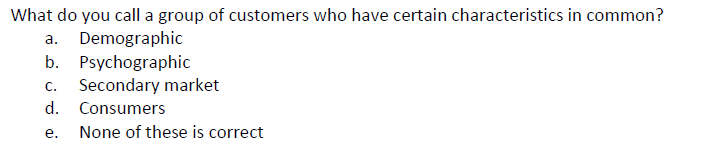 What do you call a group of customers who have certain characteristics in common?
a. Demographic
b. Psychographic
c. Secondary market
d. Consumers
e. None of these is correct